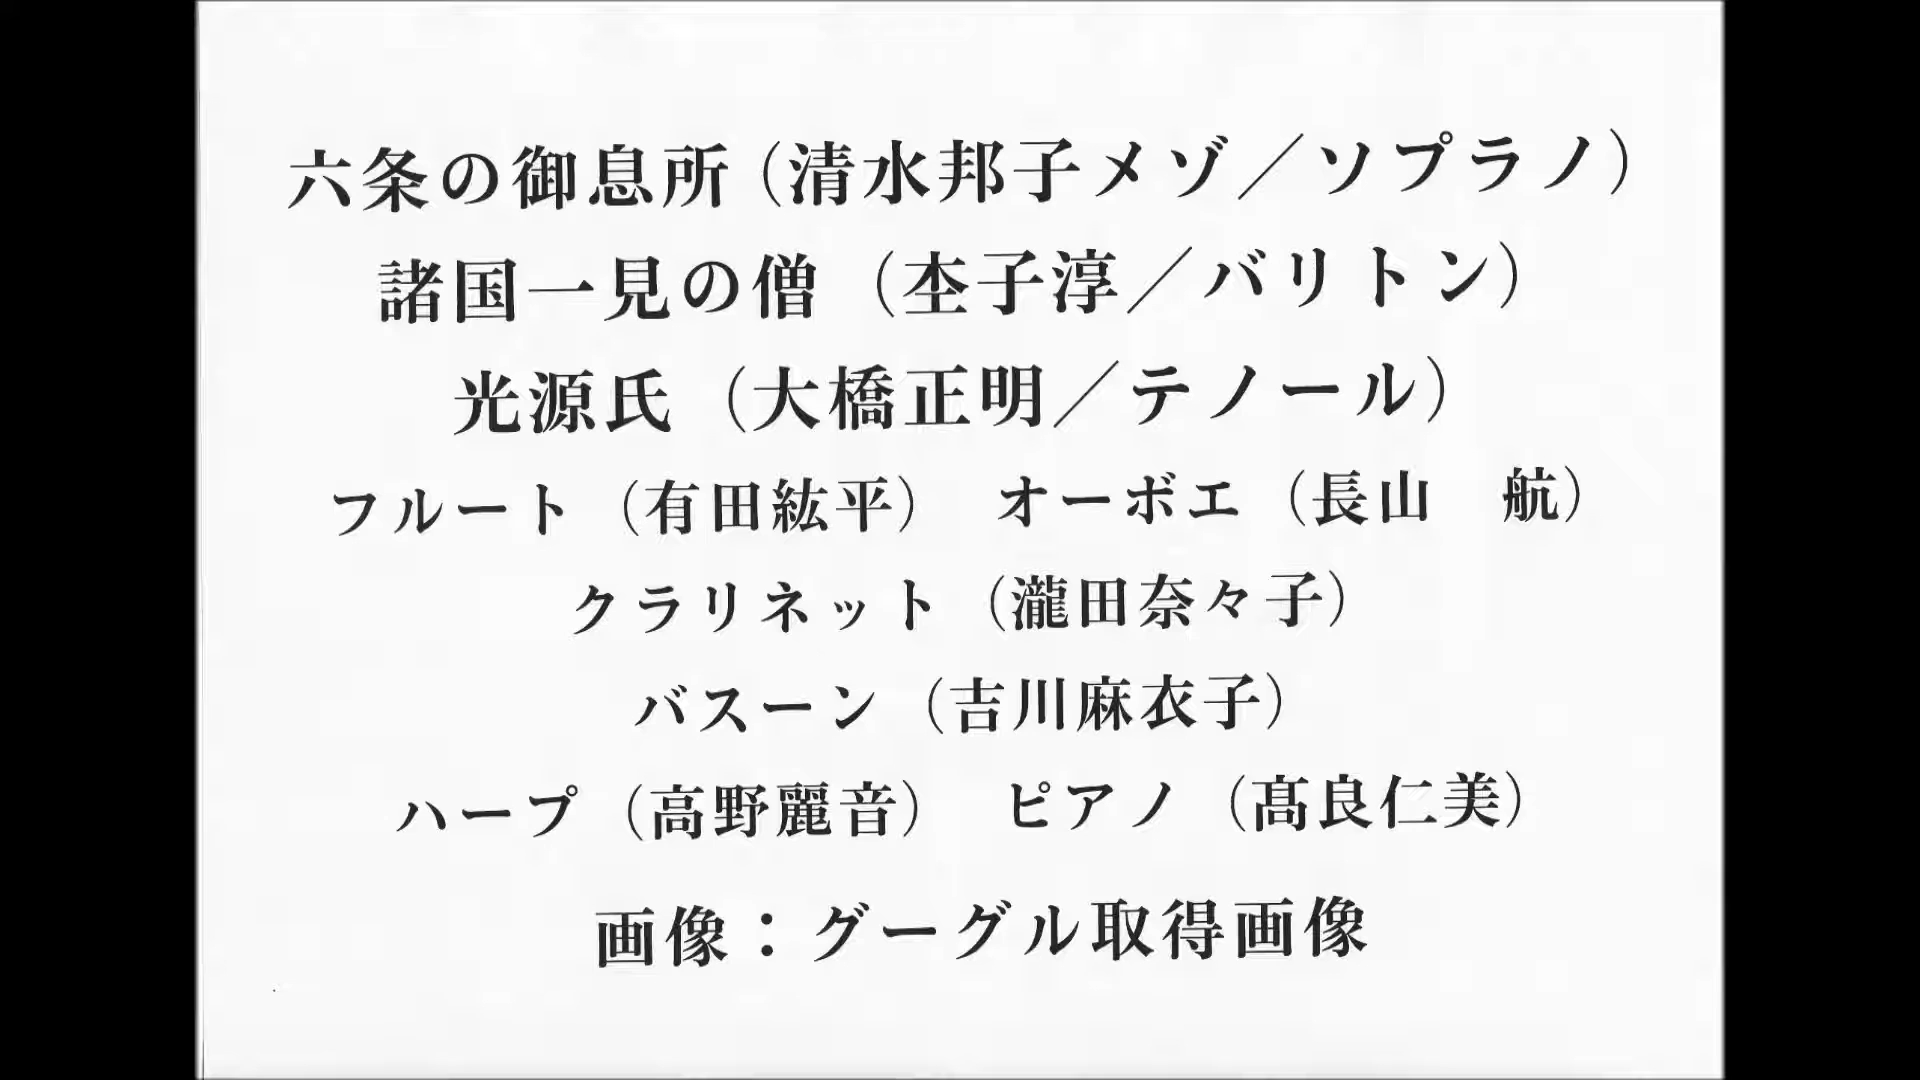 六条の御息所（清水邦子メゾ／ソプラノ）
諸国一見の僧　（杢子淳／バリトン）
光源氏　（大橋正明／テノール）
フルート　（有田紘平）　オーボエ　（長山　航）
クラリネット　（瀧田奈々子）
バスーン　（吉川麻衣子）
ハープ　（高野麗音）　ピアノ　（髙良仁美）
画像：グーグル取得画像